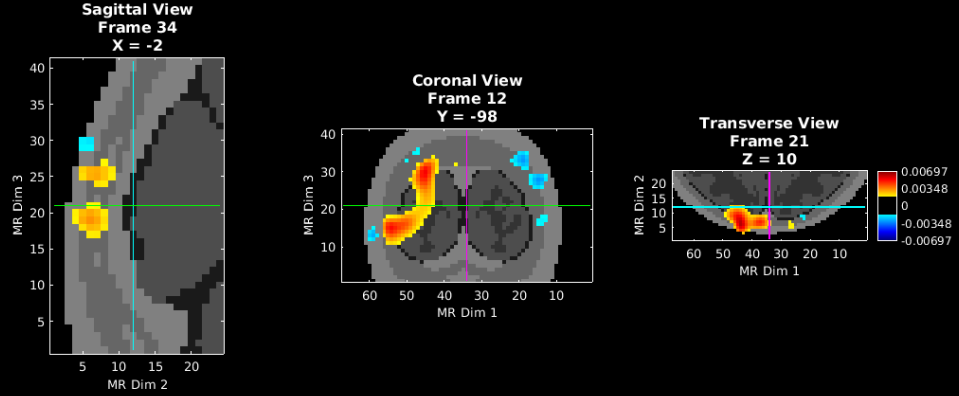 Sagittal View
Frame 34
X = -2
40
35
30
25
20
15
10
5
MR Dim 3
5 10 15 20
MR Dim 2
Coronal View
Frame 12
Y = -98
40
30
20
10
MR Dim 3
60 50 40 30 20 10
MR Dim 1
Transverse View
Frame 21
Z = 10
20
15
10
5
MR Dim 2
60 50 40 30 20 10
MR Dim 1
0.00697
0.00348
0
-0.00348
-0.00697